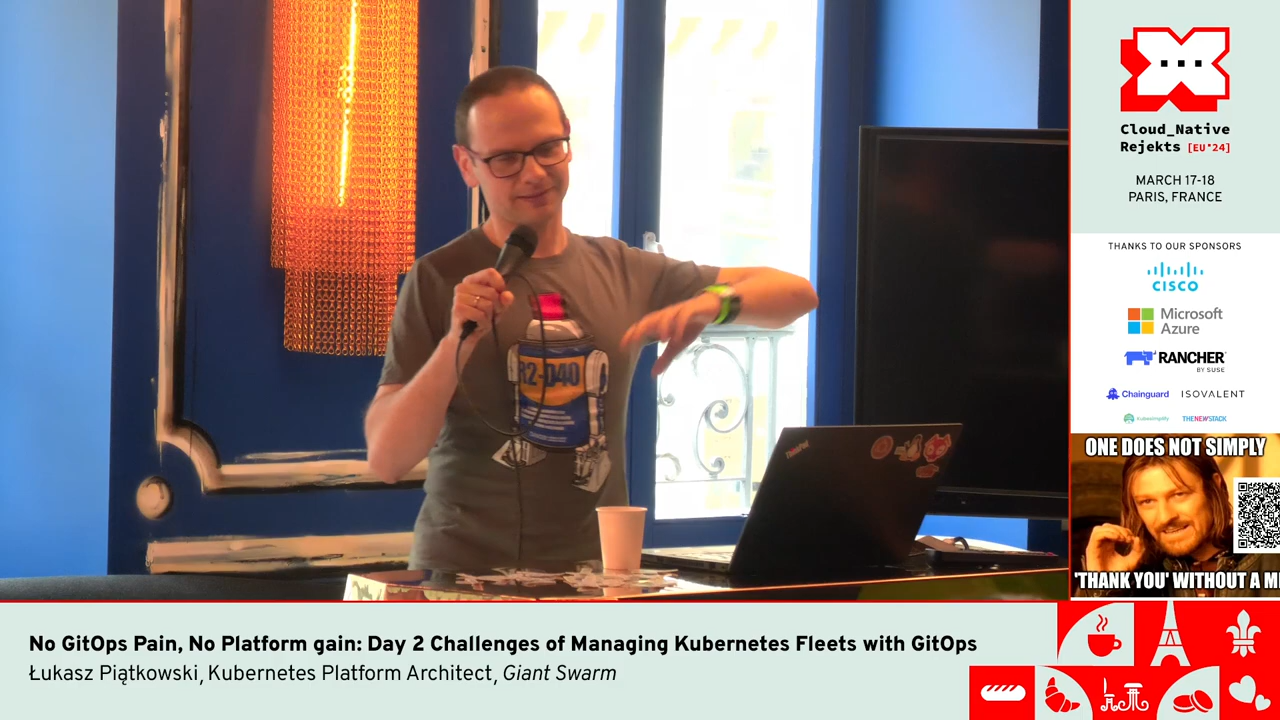 Cloud_Native
Rejekts [EU'24]
MARCH 17-18
PARIS, FRANCE
THANKS TO OUR SPONSORS
CISCO
Microsoft
Azure
RANCHER
BY SUSE
Chainguard
ISOVALENT
kubesimplify
THENEWSTACK
ONE DOES NOT SIMPLY
'THANK YOU' WITHOUT A
R2-D40
ThinkPad
No GitOps Pain, No Platform gain: Day 2 Challenges of Managing Kubernetes Fleets with GitOps
Łukasz Piątkowski, Kubernetes Platform Architect, Giant Swarm